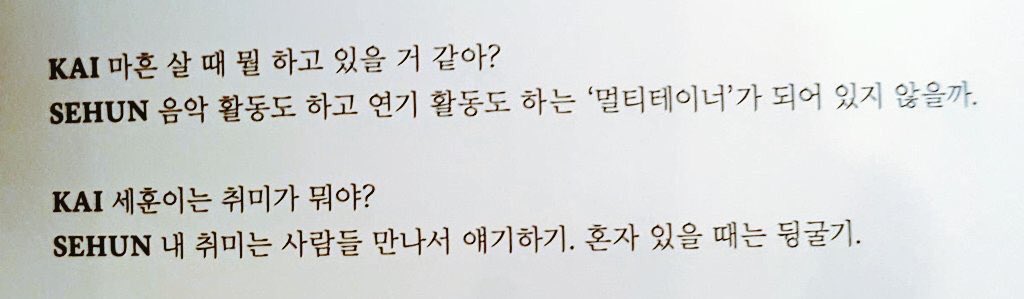 KAI 마흔 살 때 뭘 하고 있을 거 같아?
SEHUN 음악 활동도 하고 연기 활동도 하는 ‘멀티테이너’가 되어 있지 않을까.
KAI 세훈이는 취미가 뭐야?
SEHUN 내 취미는 사람들 만나서 얘기하기. 혼자 있을 때는 뒹굴기.